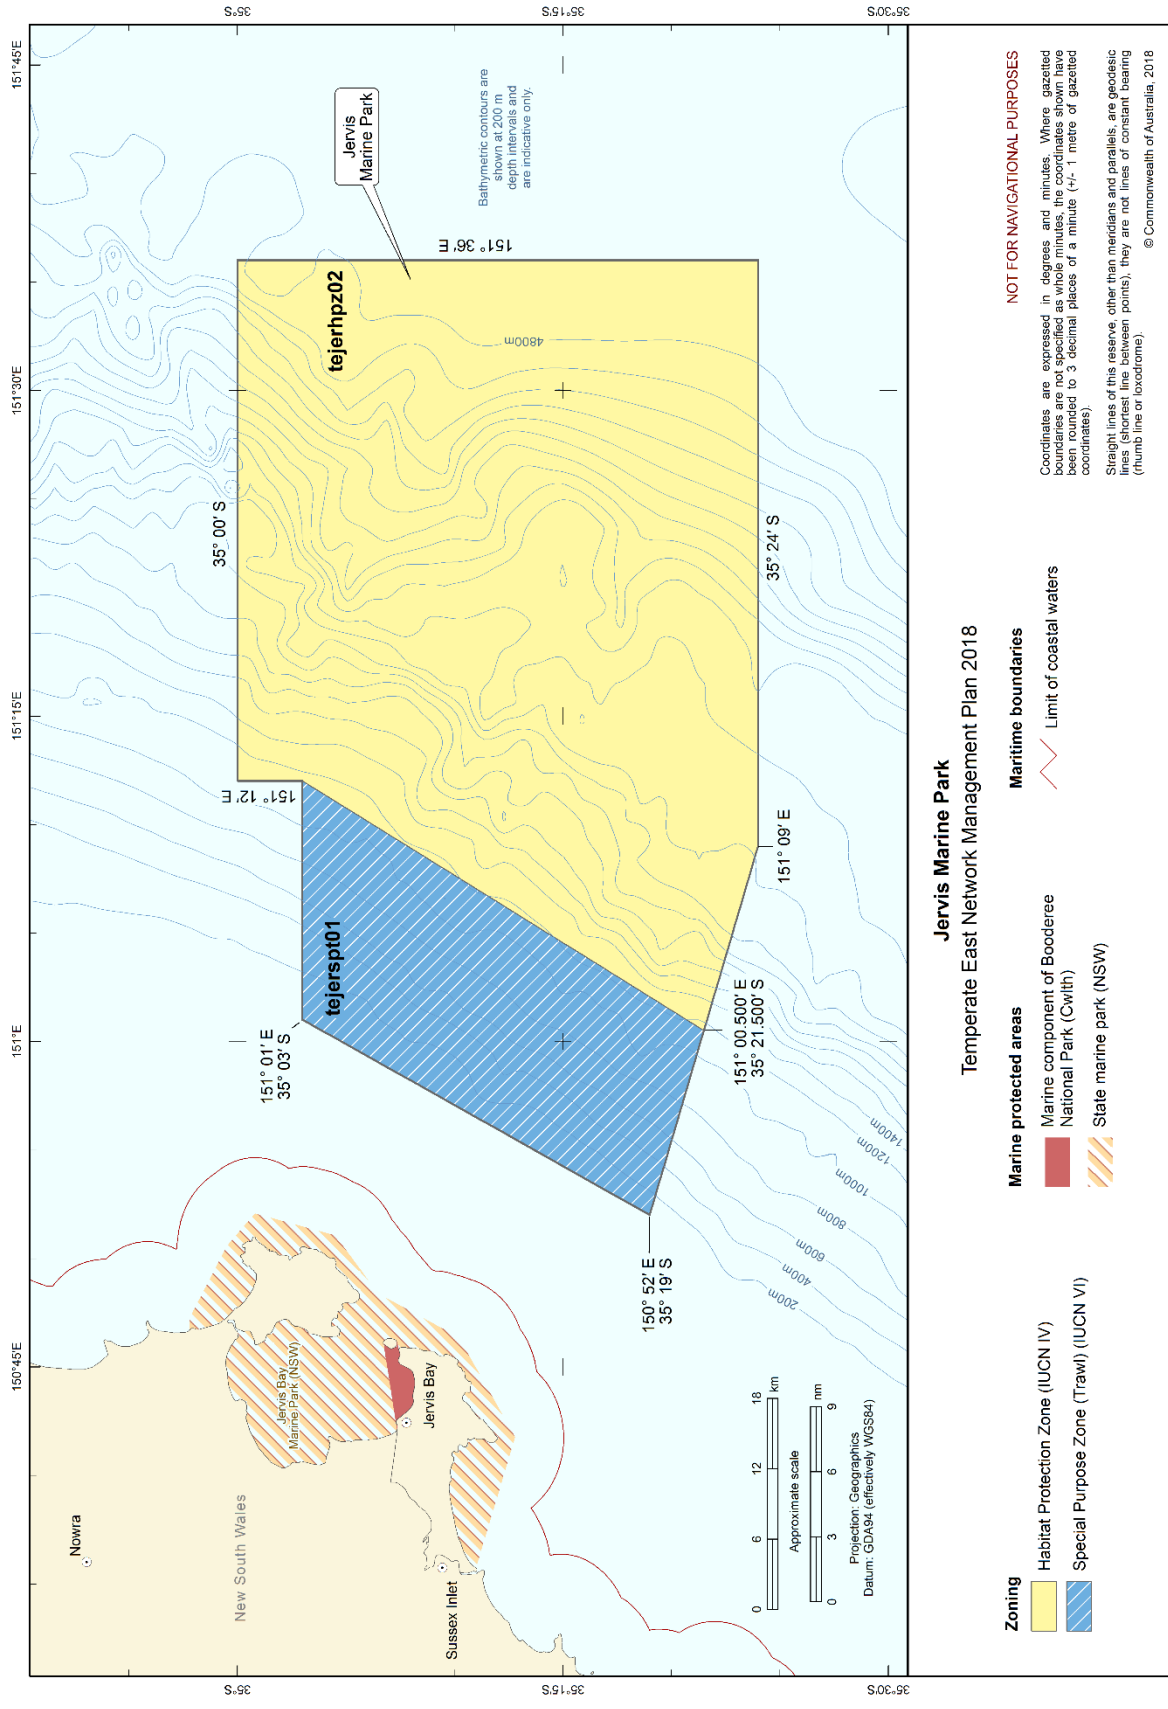 150°45'E
151°E
151°15'E
151°30'E
151°45'E
35°S
35°15'S
35°30'S
35°S
35°15'S
35°30'S
Nowra
New South Wales
Jervis Bay
Marine Park (NSW)
Jervis Bay
Sussex Inlet
151° 01' E
35° 03' S
151° 12' E
35° 00' S
151° 36' E
tejerspt01
tejerhpz02
Jervis
Marine Park
Bathymetric contours are
shown at 200 m
depth intervals and
are indicative only.
4800m
150° 52' E
35° 19' S
151° 00.500' E
35° 21.500' S
151° 09' E
35° 24' S
200m
400m
600m
800m
1000m
1200m
1400m
0 6 12 18
km
Approximate scale
nm
0 3 6 9
Projection: Geographics
Datum: GDA94 (effectively WGS84)
Jervis Marine Park
Temperate East Network Management Plan 2018
Zoning
Habitat Protection Zone (IUCN IV)
Special Purpose Zone (Trawl) (IUCN VI)
Marine protected areas
Marine component of Booderee
National Park (Cwlth)
State marine park (NSW)
Maritime boundaries
Limit of coastal waters
NOT FOR NAVIGATIONAL PURPOSES
Coordinates are expressed in degrees and minutes. Where gazetted
boundaries are not specified as whole minutes, the coordinates shown have
been rounded to 3 decimal places of a minute (+/- 1 metre of gazetted
coordinates).
Straight lines of this reserve, other than meridians and parallels, are geodesic
lines (shortest line between points), they are not lines of constant bearing
(rhumb line or loxodrome).
© Commonwealth of Australia, 2018